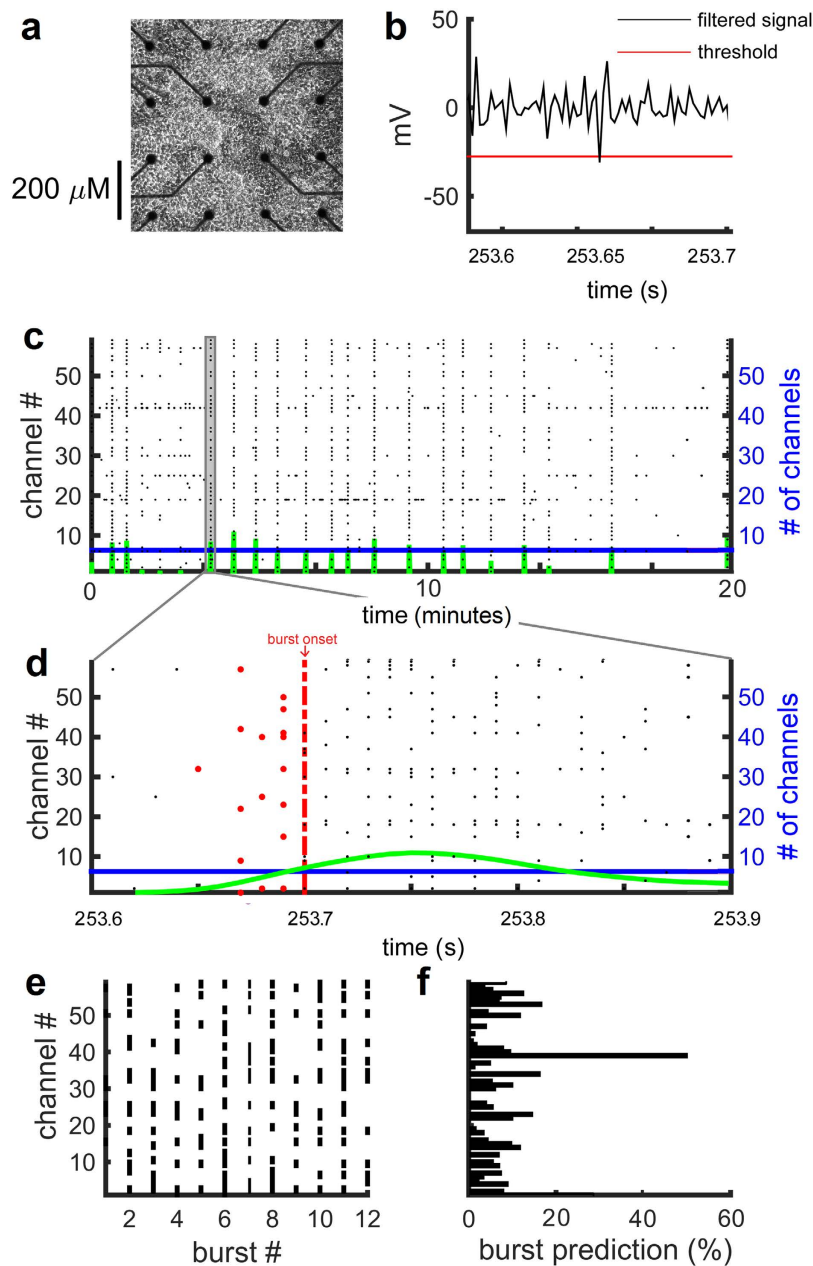 a
200 μM
b
filtered signal
threshold
50
0
-50
mV
253.6 253.65 253.7
time (s)
c
50
40
30
20
10
channel #
50
40
30
20
10
# of channels
0 10 20
time (minutes)
d
burst onset
50
40
30
20
10
channel #
50
40
30
20
10
# of channels
253.6 253.7 253.8 253.9
time (s)
e
50
40
30
20
10
channel #
2 4 6 8 10 12
burst #
f
0 20 40 60
burst prediction (%)